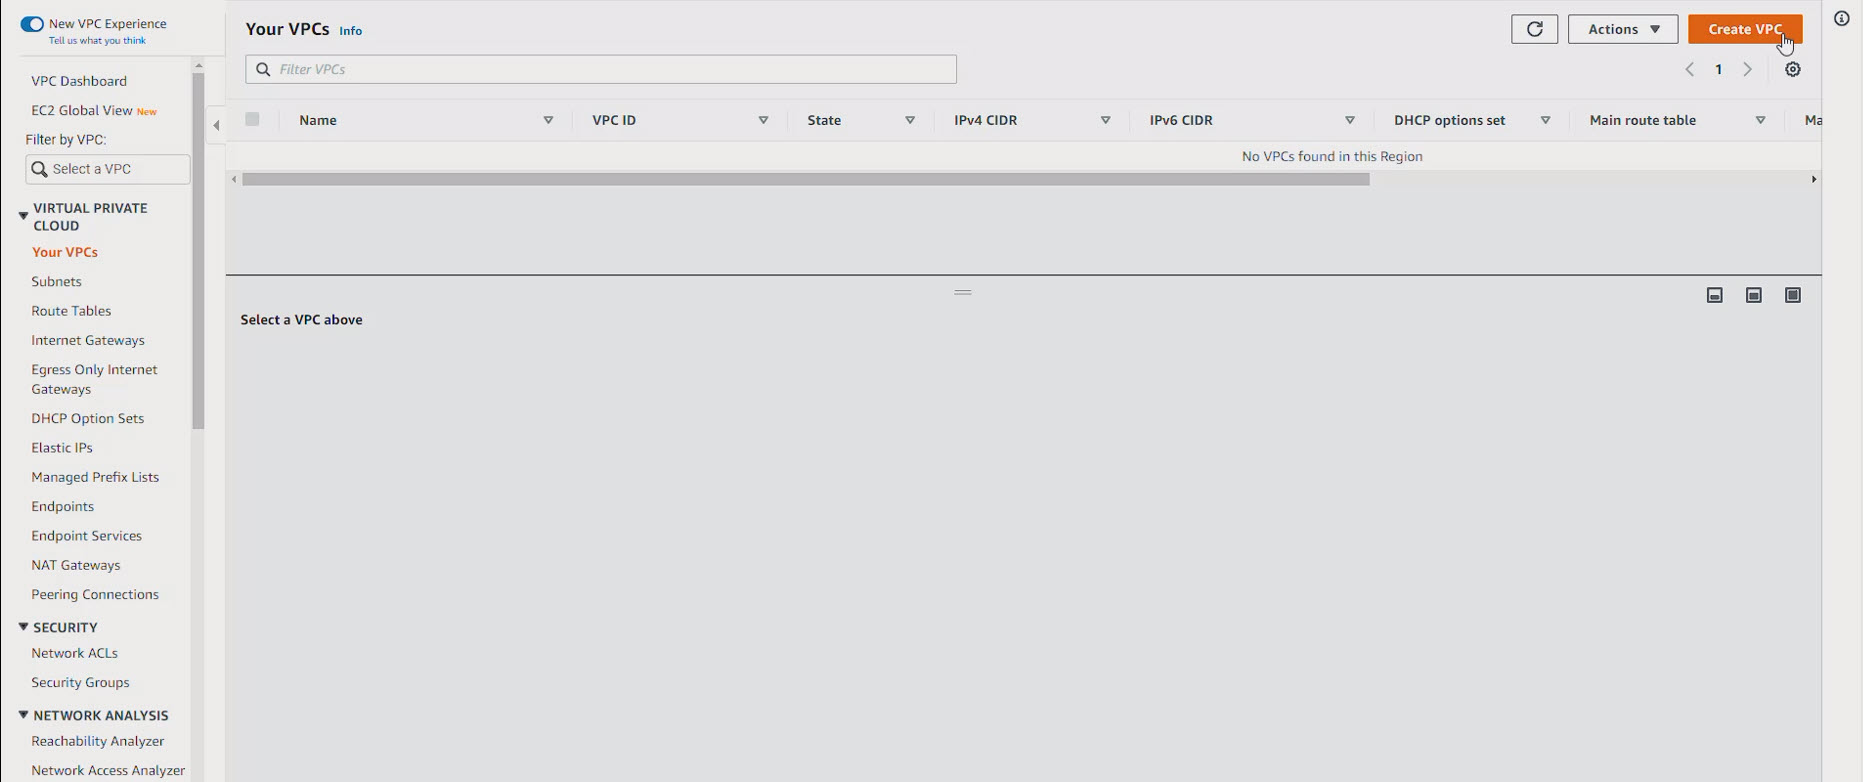 New VPC Experience
Tell us what you think
VPC Dashboard
EC2 Global View New
Filter by VPC:
Select a VPC
VIRTUAL PRIVATE
CLOUD
Your VPCs
Subnets
Route Tables
Internet Gateways
Egress Only Internet
Gateways
DHCP Option Sets
Elastic IPs
Managed Prefix Lists
Endpoints
Endpoint Services
NAT Gateways
Peering Connections
SECURITY
Network ACLs
Security Groups
NETWORK ANALYSIS
Reachability Analyzer
Network Access Analyzer
Your VPCs Info
Actions
Create VPC
Filter VPCs
1
Name VPC ID State IPv4 CIDR IPv6 CIDR DHCP options set Main route table Ma
No VPCs found in this Region
Select a VPC above